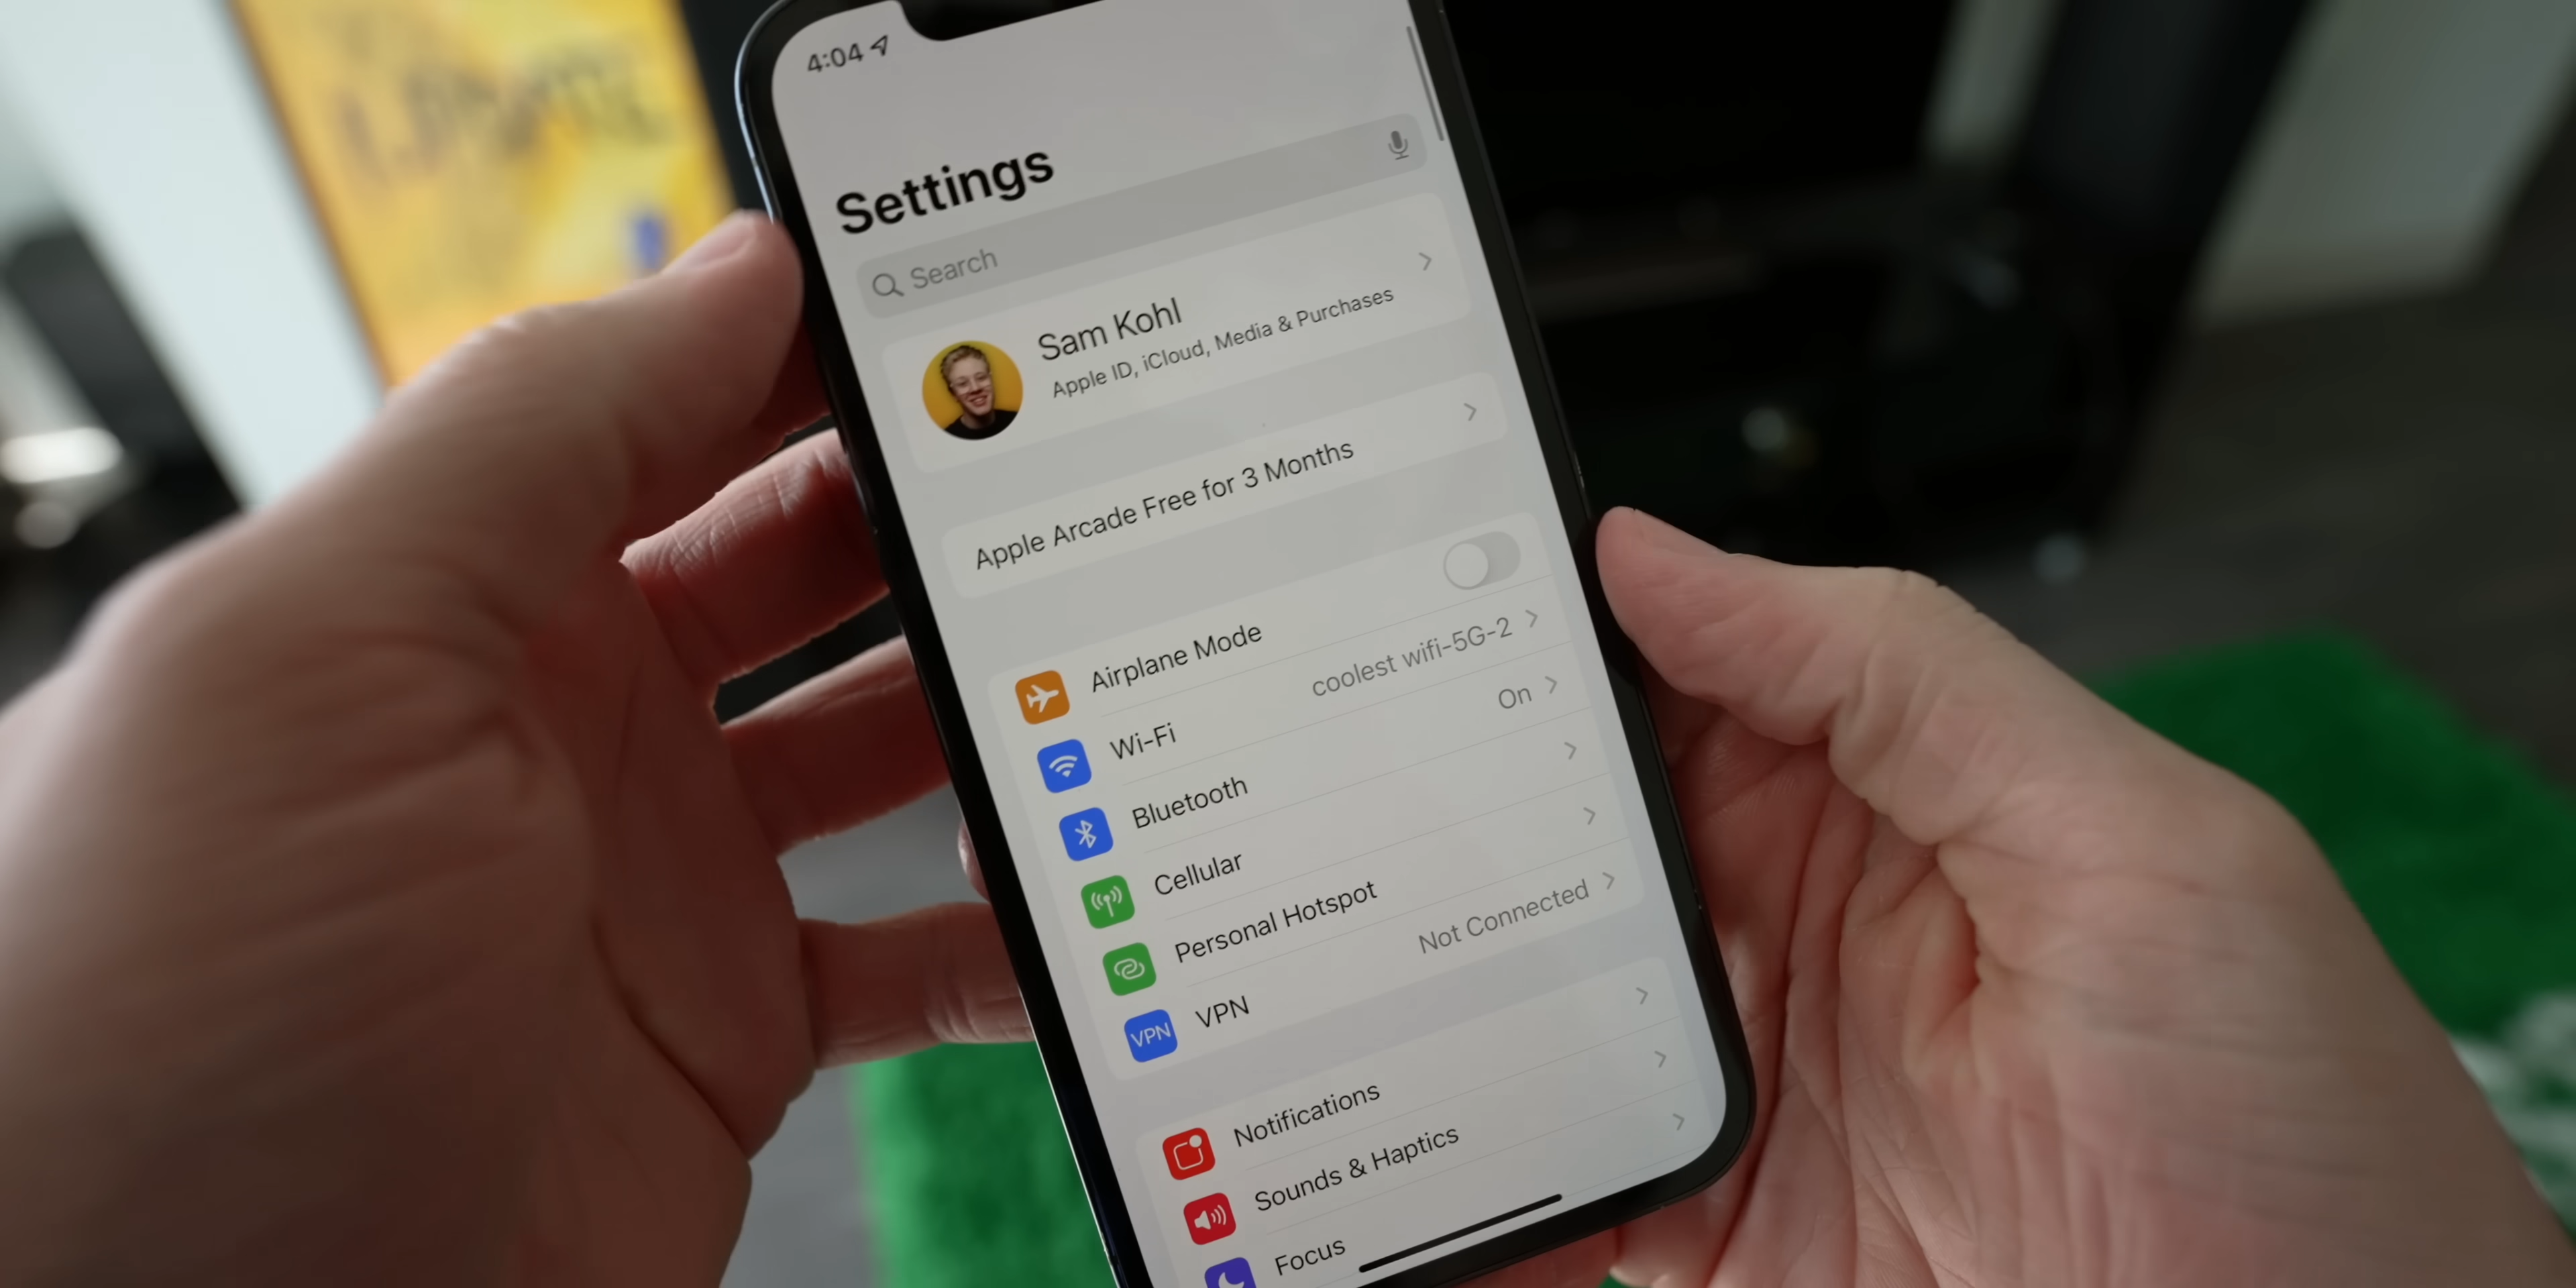 4:04
Settings
Search
Sam Kohl
Apple ID, iCloud, Media & Purchases
Apple Arcade Free for 3 Months
Airplane Mode
Wi-Fi coolest wifi-5G-2
Bluetooth On
Cellular
Personal Hotspot
VPN VPN Not Connected
Notifications
Sounds & Haptics
Focus